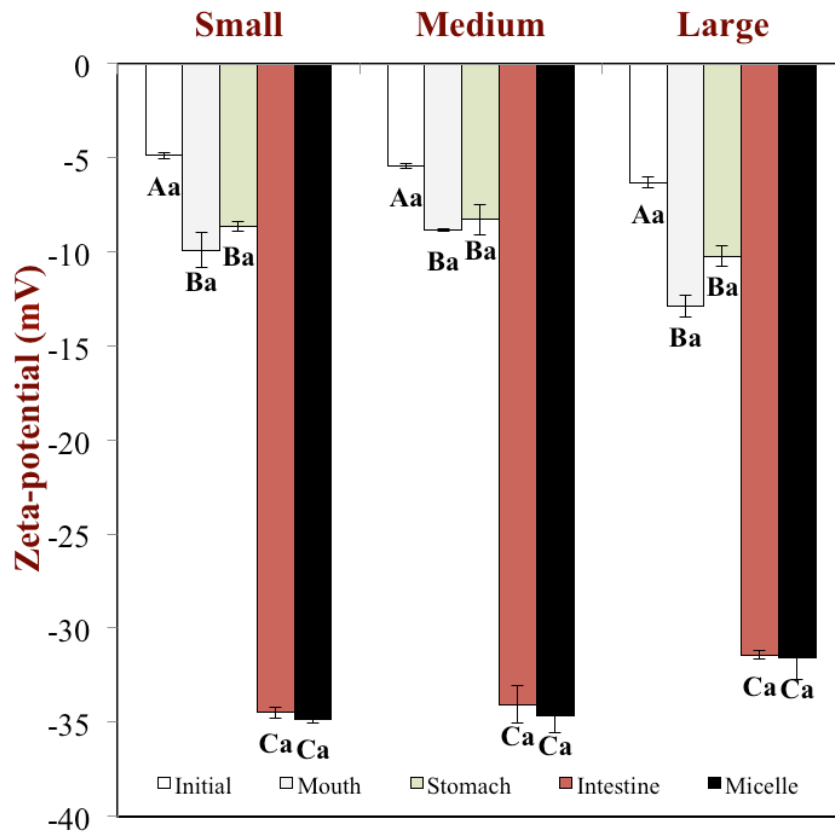 Small Medium Large
0
-5
-10
-15
-20
-25
-30
-35
-40
Zeta-potential (mV)
Aa Ba Ba Ca Ca
Aa Ba Ba Ca Ca
Aa Ba Ba Ca Ca
Initial Mouth Stomach Intestine Micelle